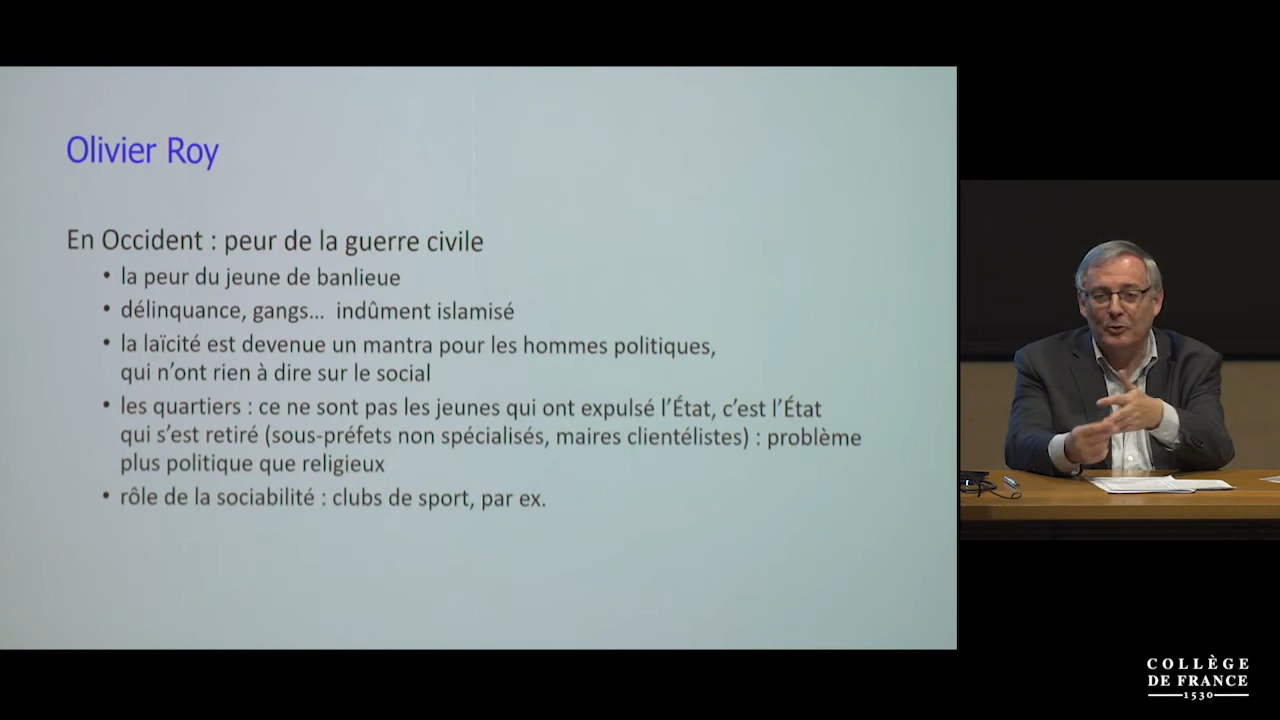 Olivier Roy
En Occident : peur de la guerre civile
• la peur du jeune de banlieue
• délinquance, gangs... indûment islamisé
• la laïcité est devenue un mantra pour les hommes politiques,
qui n'ont rien à dire sur le social
• les quartiers : ce ne sont pas les jeunes qui ont expulsé l'État, c'est l'État
qui s'est retiré (sous-préfets non spécialisés, maires clientélistes) : problème
plus politique que religieux
• rôle de la sociabilité : clubs de sport, par ex.
COLLÈGE
DE FRANCE
1530